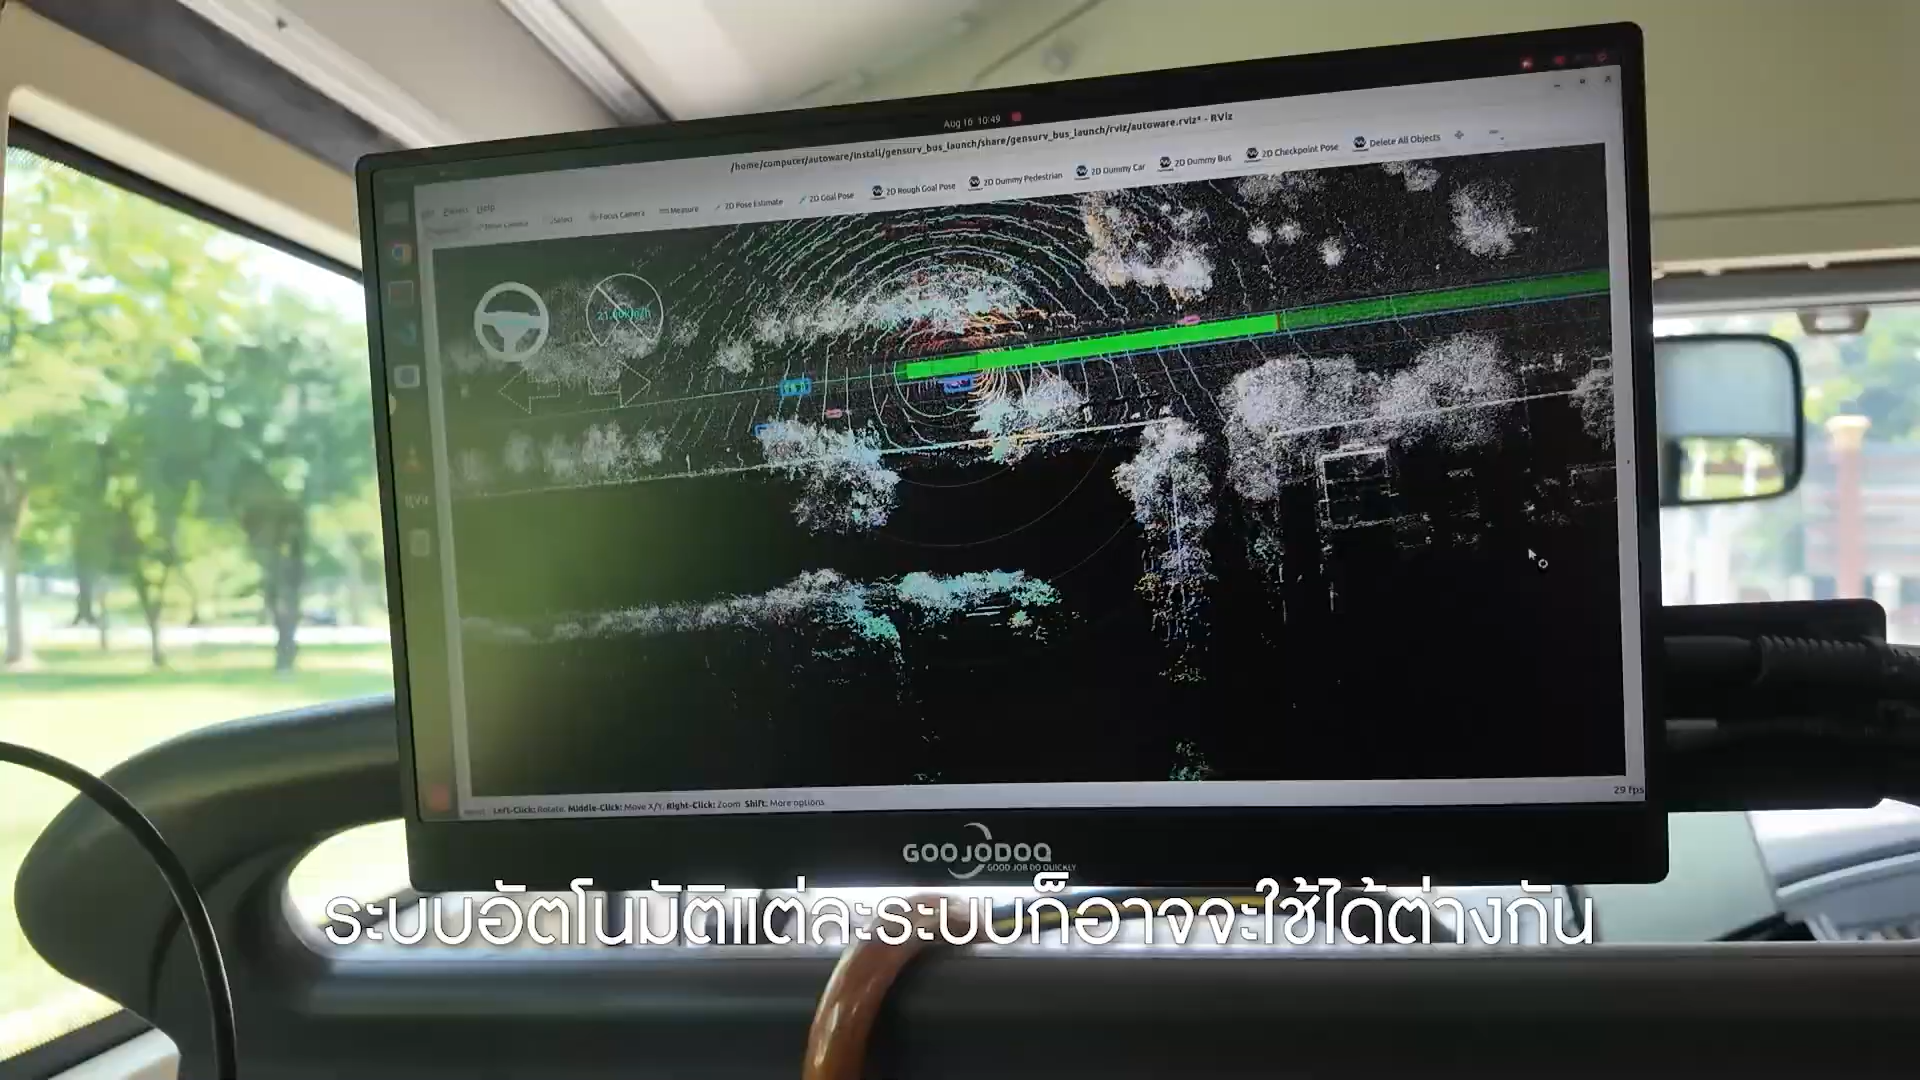 Aug 16 10:49
/home/computer/autoware/install/gensurv_bus_launch/share/gensurv_bus_launch/rviz/autoware.rviz* - RViz
Panels Help
Move Camera Select Focus Camera Measure 2D Pose Estimate 2D Goal Pose 2D Rough Goal Pose 2D Dummy Pedestrian 2D Dummy Car 2D Dummy Bus 2D Checkpoint Pose Delete All Objects
Left-Click: Rotate. Middle-Click: Move X/Y. Right-Click: Zoom Shift: More options
29 fps
GOOJODOQ
GOOD JOB DO QUICKLY
ระบบอัตโนมัติแต่ละระบบก็อาจจะใช้ได้ต่างกัน